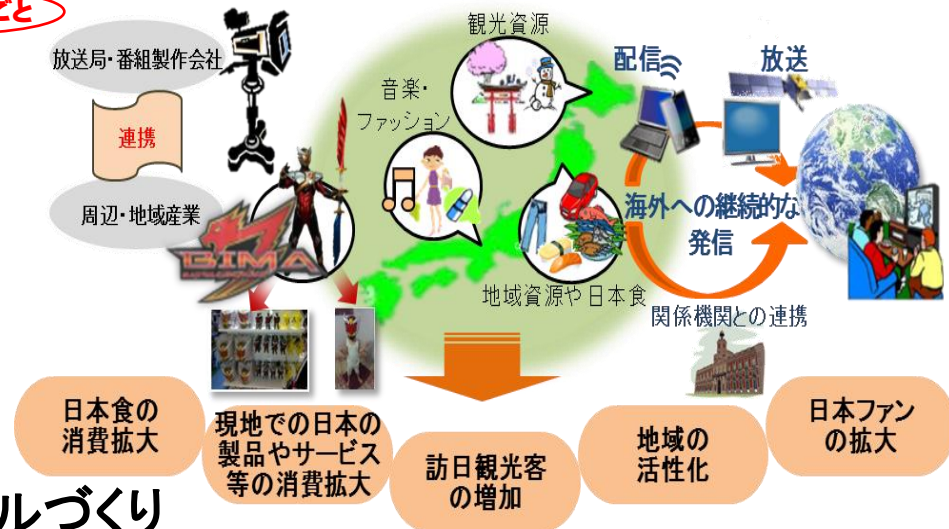 ごと
放送局・番組製作会社
連携
周辺・地域産業
観光資源
音楽・
ファッション
配信
放送
海外への継続的な
発信
地域資源や日本食
関係機関との連携
BIMA
日本食の
消費拡大
現地での日本の
製品やサービス
等の消費拡大
訪日観光客
の増加
地域の
活性化
日本ファン
の拡大
ルづくり